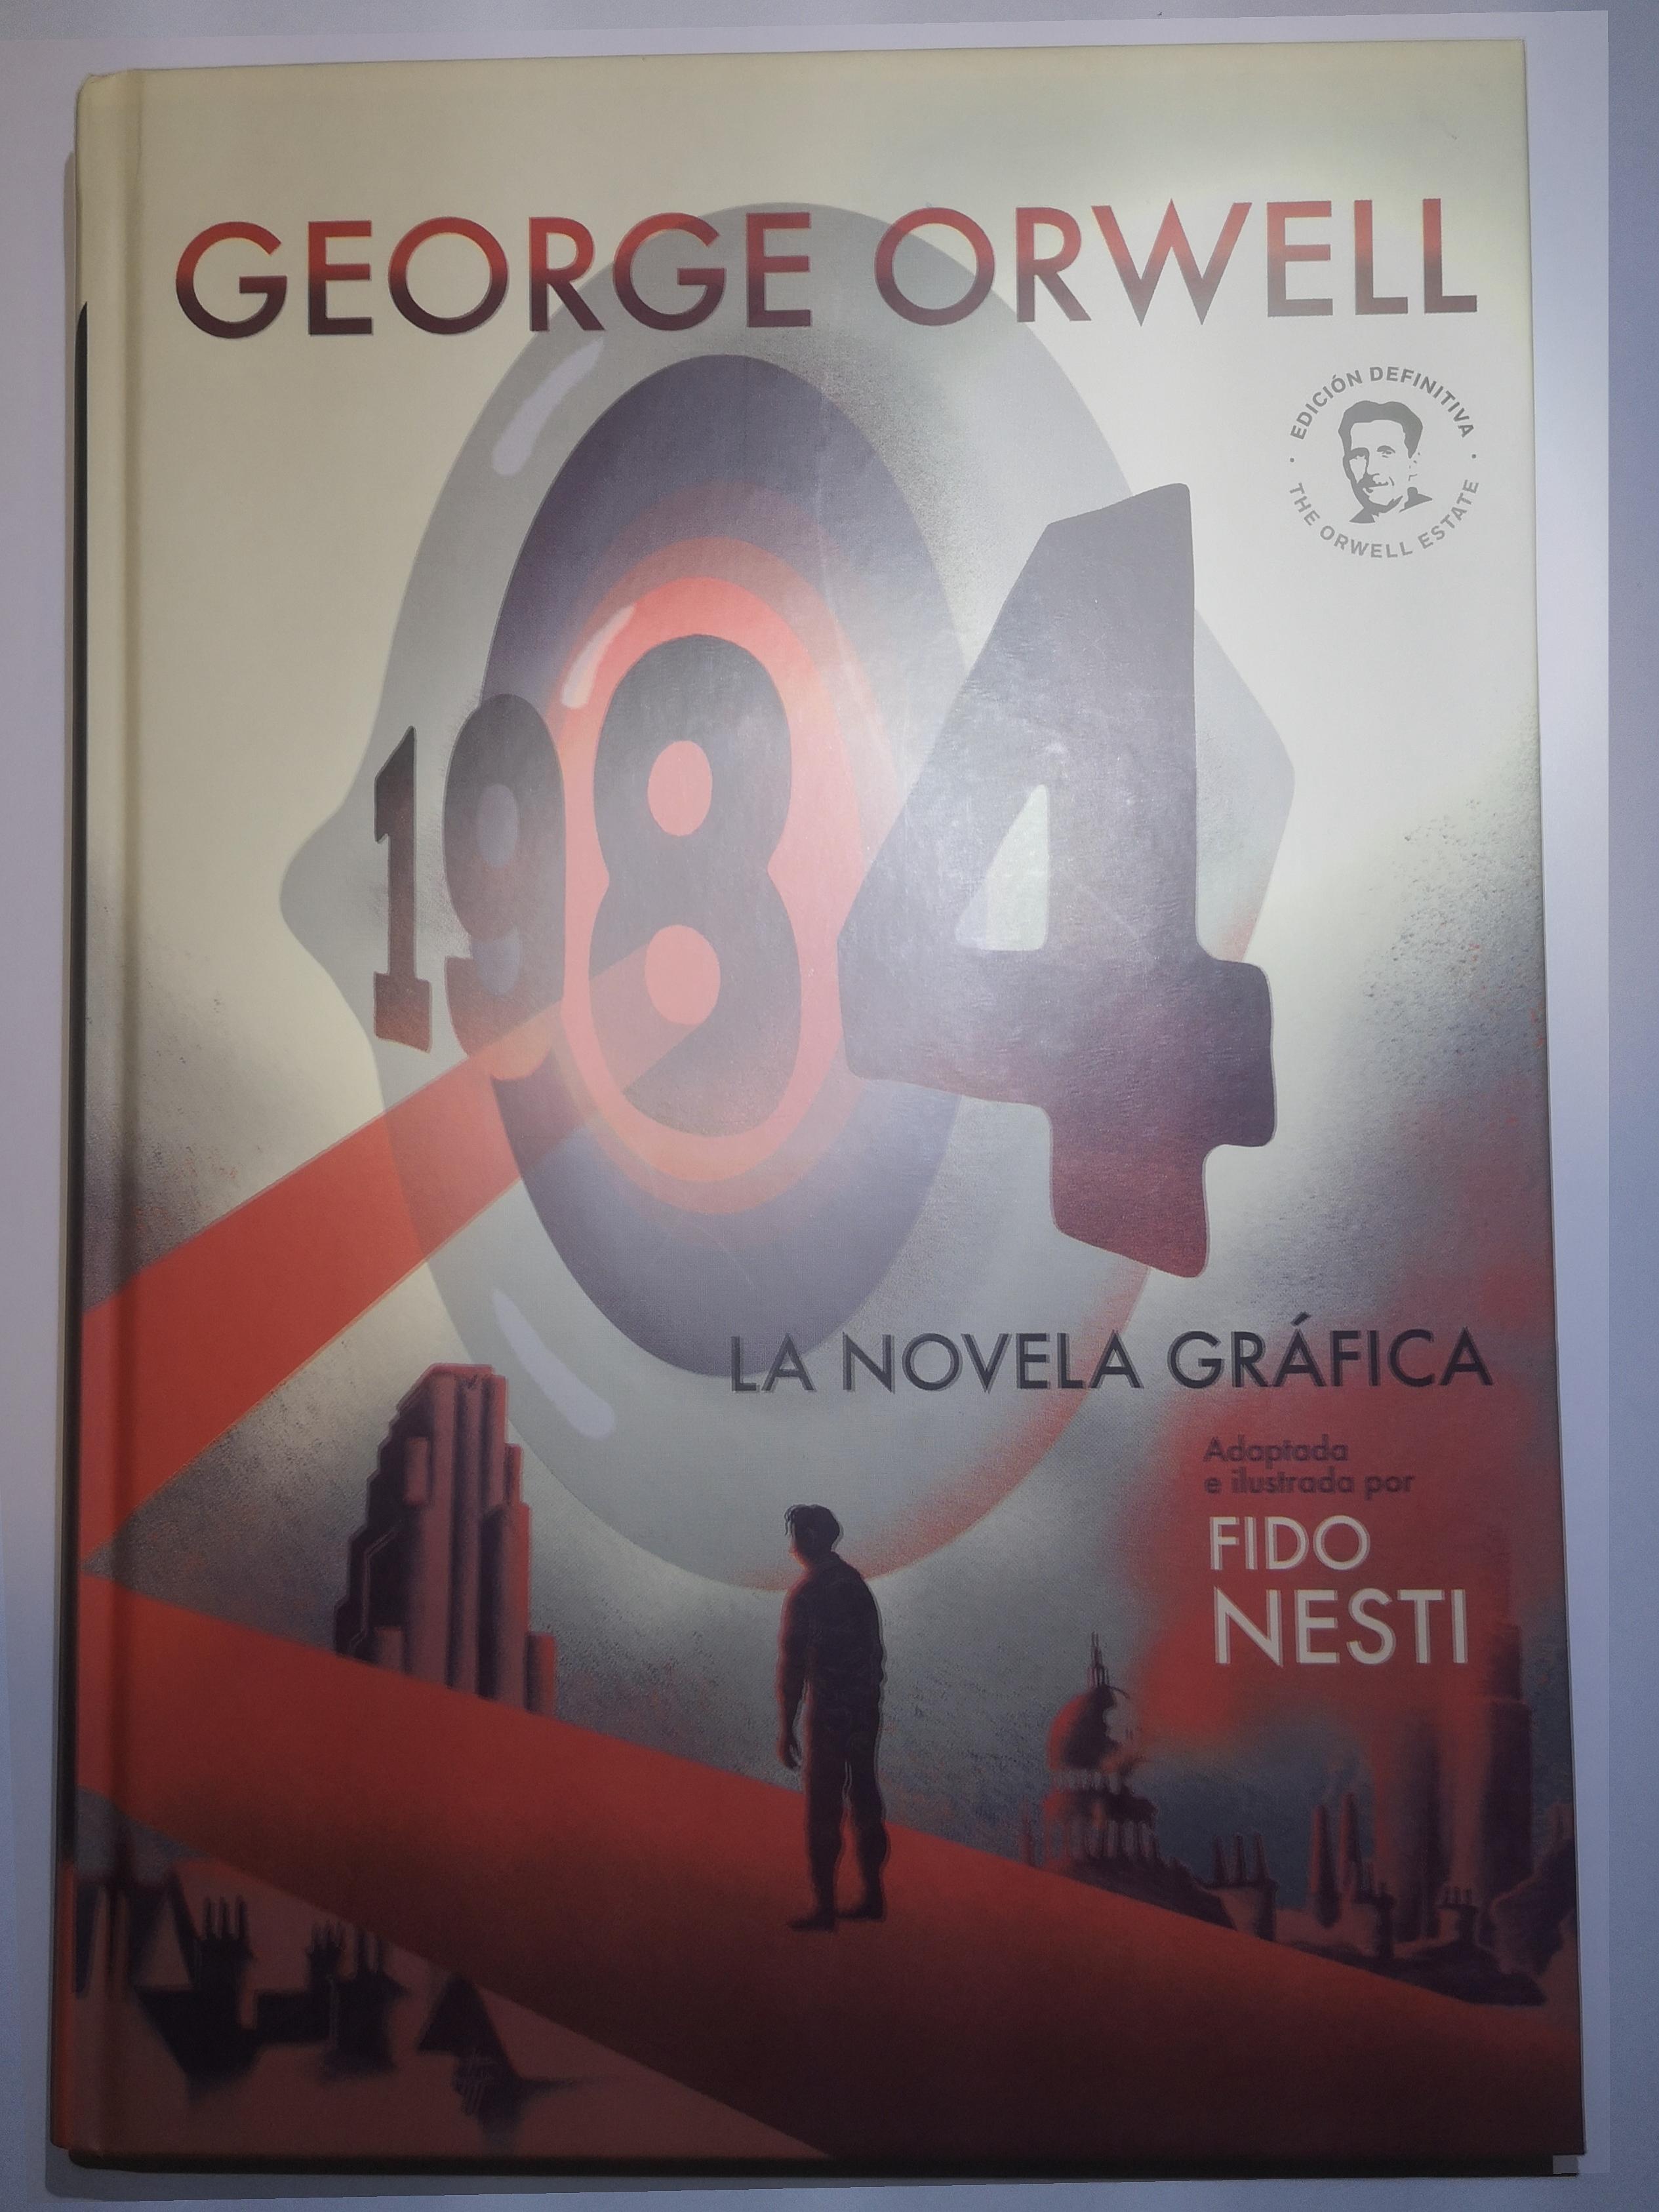 GEORGE ORWELL
· EDICIÓN DEFINITIVA ·
THE ORWELL ESTATE
1984
LA NOVELA GRÁFICA
Adaptada
e ilustrada por
FIDO
NESTI